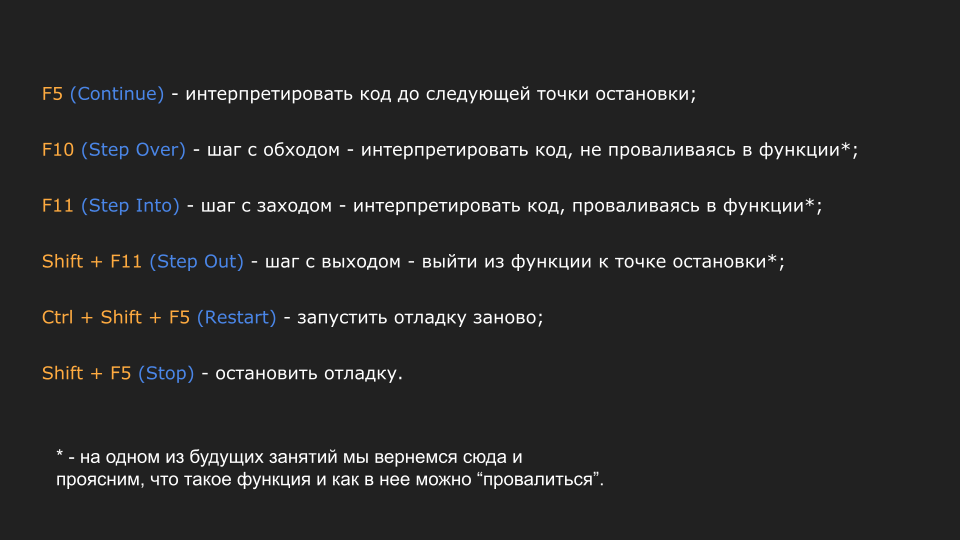 F5 (Continue) - интерпретировать код до следующей точки остановки;
F10 (Step Over) - шаг с обходом - интерпретировать код, не проваливаясь в функции*;
F11 (Step Into) - шаг с заходом - интерпретировать код, проваливаясь в функции*;
Shift + F11 (Step Out) - шаг с выходом - выйти из функции к точке остановки*;
Ctrl + Shift + F5 (Restart) - запустить отладку заново;
Shift + F5 (Stop) - остановить отладку.
* - на одном из будущих занятий мы вернемся сюда и
проясним, что такое функция и как в нее можно “провалиться”.